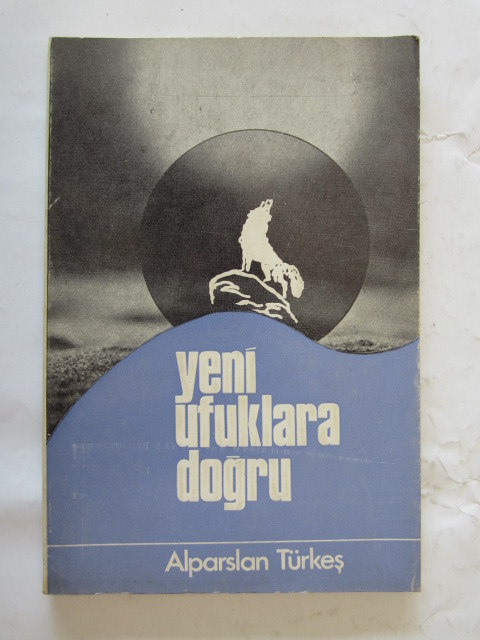 yeni
ufuklara
doğru
Alparslan Türkeş